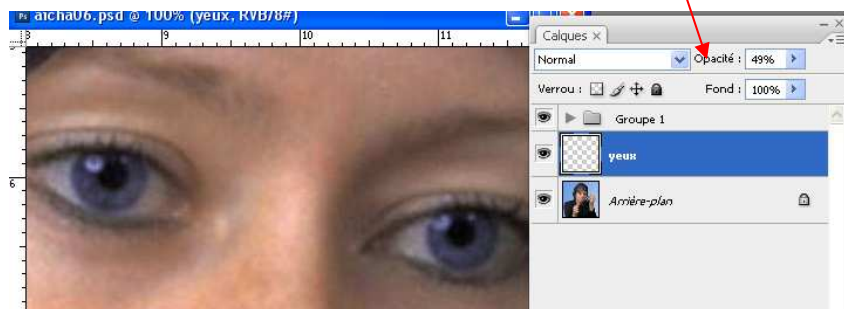 aicha06.psd @ 100% (yeux, RVB/8#)
8 9 10 11
6
Calques ×
Normal Opacité : 49%
Verrou : Fond : 100%
Groupe 1
yeux
Arrière-plan